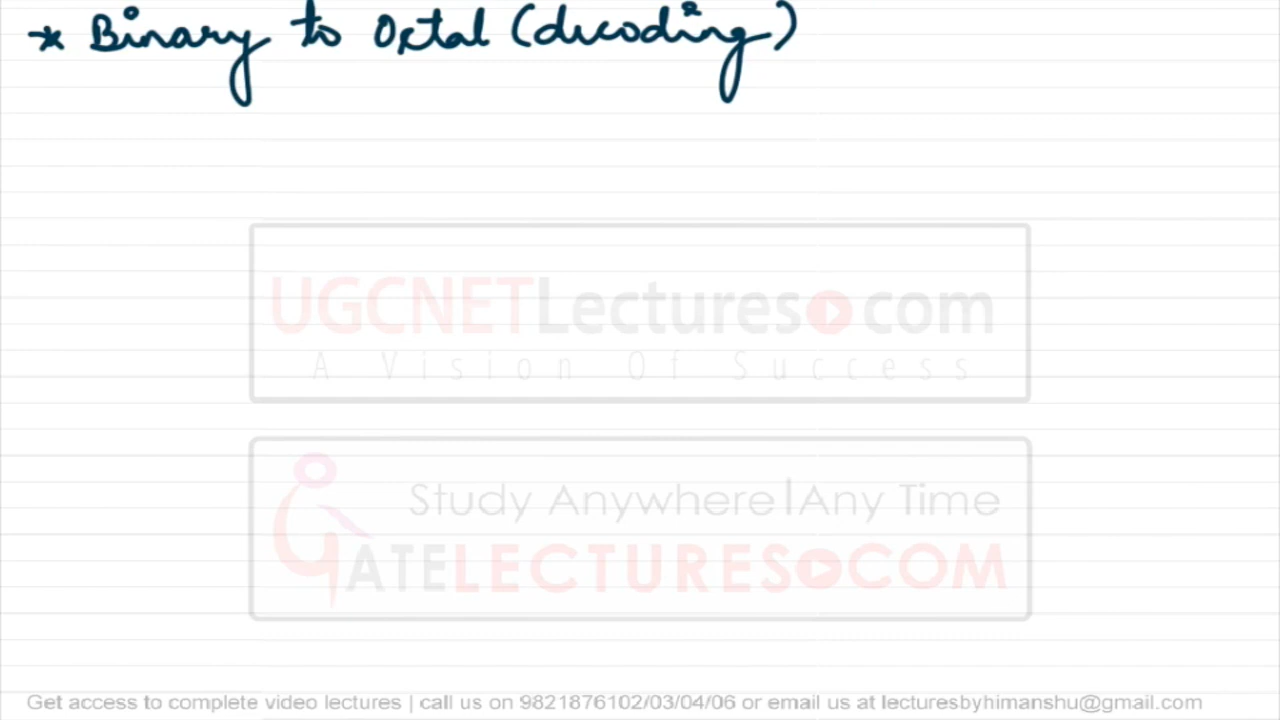 * Binary to Octal (decoding)
UGCNETLectures.com
A Vision Of Success
Study Anywhere|Any Time
GATELECTURES.COM
Get access to complete video lectures | call us on 9821876102/03/04/06 or email us at lecturesbyhimanshu@gmail.com